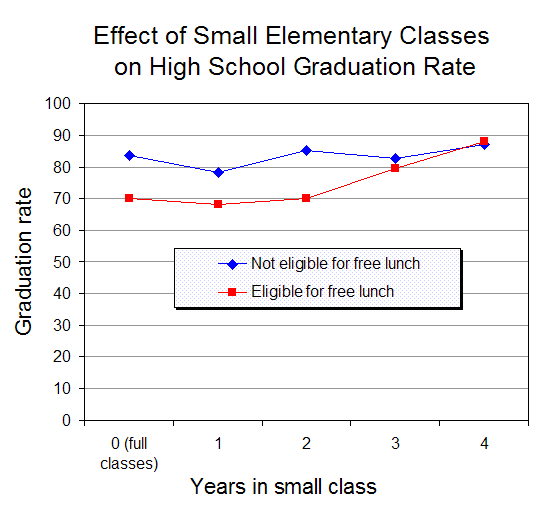 Effect of Small Elementary Classes
on High School Graduation Rate
100
90
80
70
60
50
40
30
20
10
0
Graduation rate
Not eligible for free lunch
Eligible for free lunch
0 (full
classes)
1
2
3
4
Years in small class